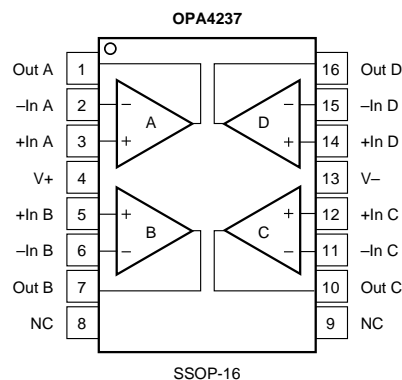 OPA4237
Out A 1 16 Out D
–In A 2 – – 15 –In D
A D
+In A 3 + + 14 +In D
V+ 4 13 V–
+In B 5 + + 12 +In C
B C
–In B 6 – – 11 –In C
Out B 7 10 Out C
NC 8 9 NC
SSOP-16